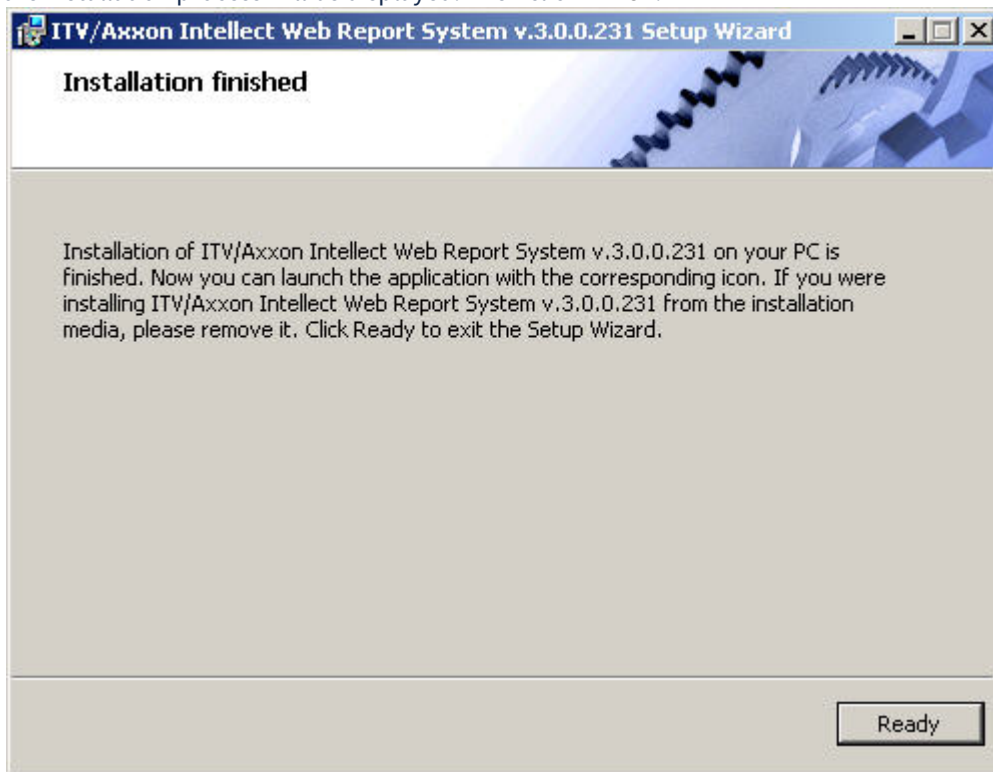 ITV/Axxon Intellect Web Report System v.3.0.0.231 Setup Wizard
Installation finished
Installation of ITV/Axxon Intellect Web Report System v.3.0.0.231 on your PC is
finished. Now you can launch the application with the corresponding icon. If you were
installing ITV/Axxon Intellect Web Report System v.3.0.0.231 from the installation
media, please remove it. Click Ready to exit the Setup Wizard.
Ready